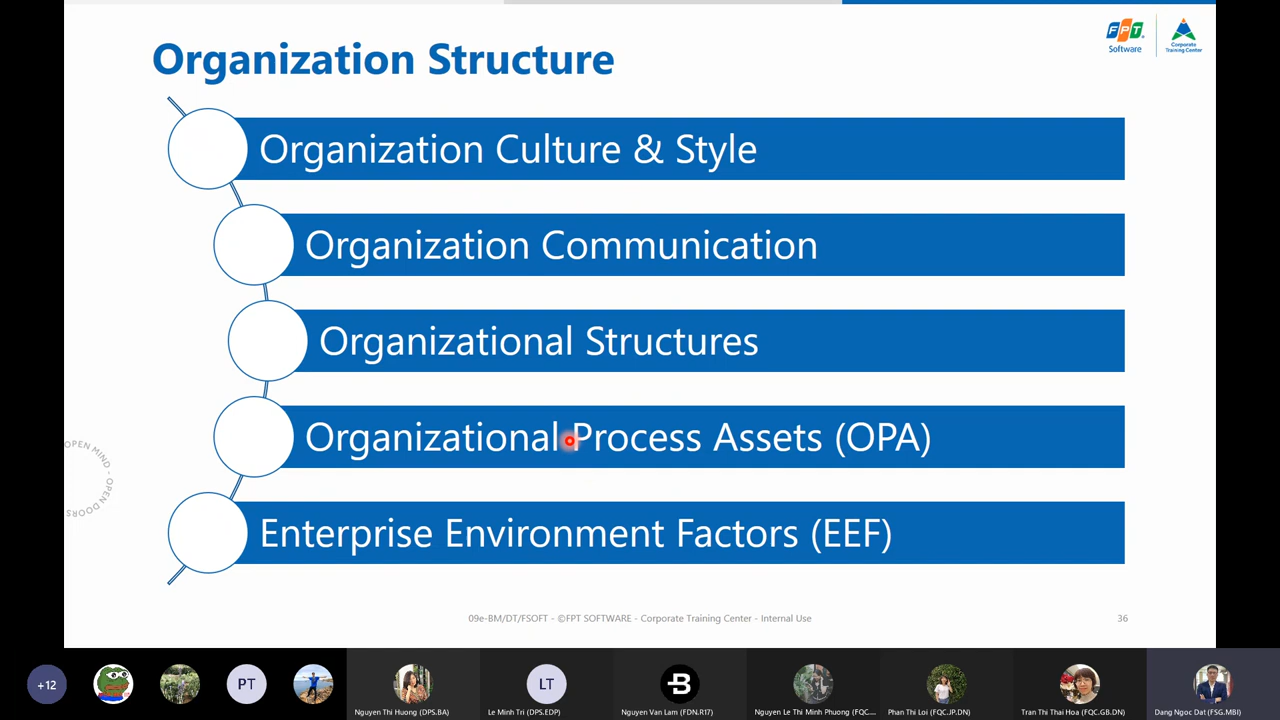 Organization Structure
FPT
Software
Corporate
Training Center
Organization Culture & Style
Organization Communication
Organizational Structures
Organizational Process Assets (OPA)
Enterprise Environment Factors (EEF)
OPEN MIND - OPEN DOORS
09e-BM/DT/FSOFT - ©FPT SOFTWARE - Corporate Training Center - Internal Use
36
+12
PT
LT
B
Nguyen Thi Huong (DPS.BA)
Le Minh Tri (DPS.EDP)
Nguyen Van Lam (FDN.R17)
Nguyen Le Thi Minh Phuong (FQC....
Phan Thi Loi (FQC.JP.DN)
Tran Thi Thai Hoa (FQC.GB.DN)
Dang Ngoc Dat (FSG.MBI)